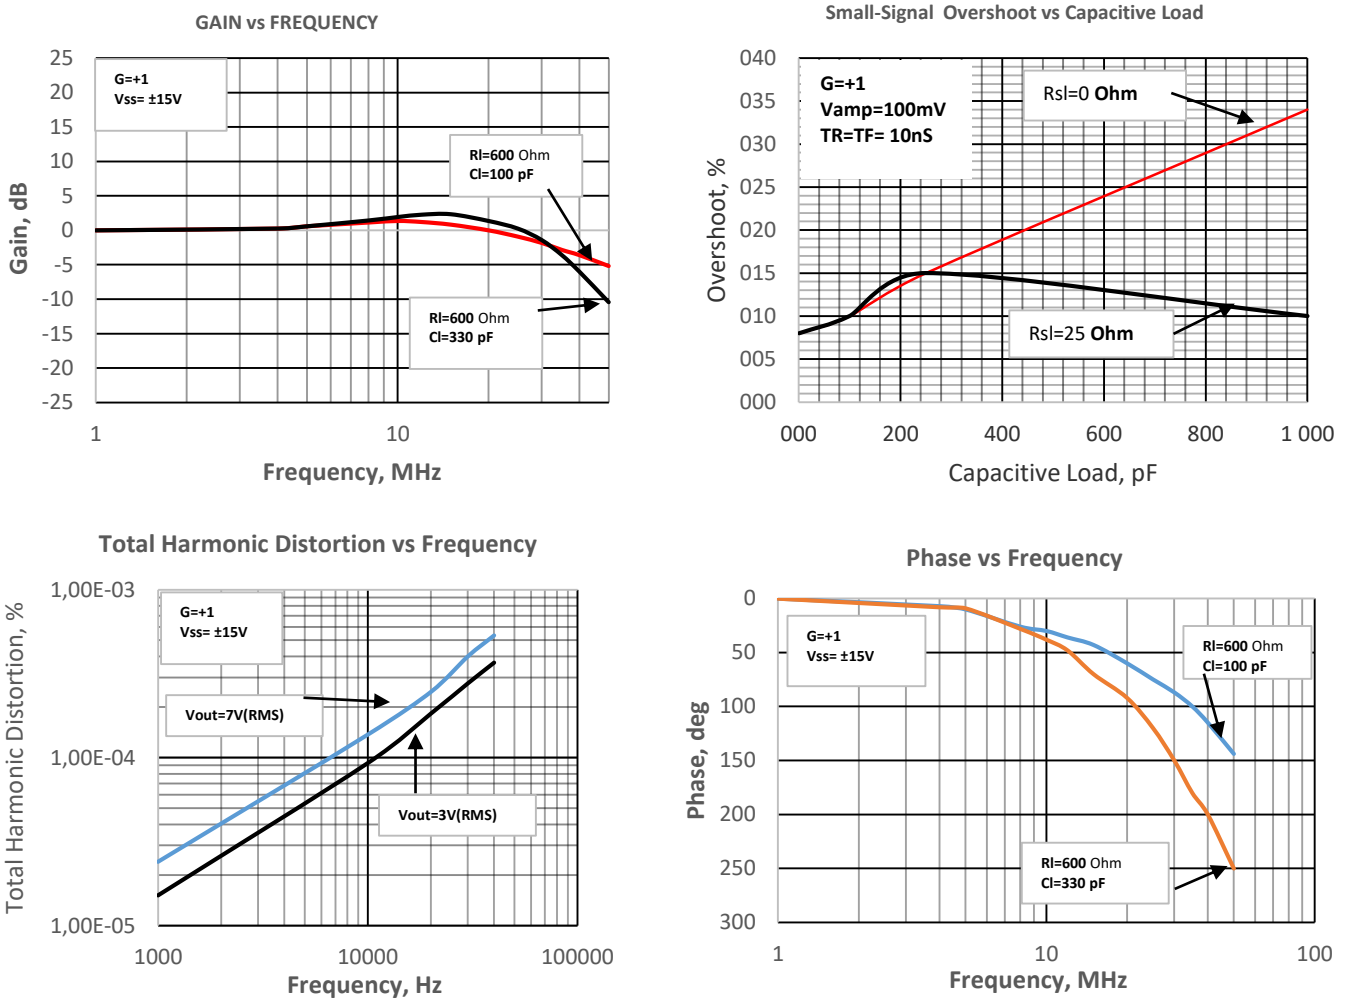 GAIN vs FREQUENCY
25
20
15
10
5
0
-5
-10
-15
-20
-25
Gain, dB
G=+1
Vss= ±15V
Rl=600 Ohm
Cl=100 pF
Rl=600 Ohm
Cl=330 pF
1
10
Frequency, MHz
Small-Signal Overshoot vs Capacitive Load
040
035
030
025
020
015
010
005
000
Overshoot, %
G=+1
Vamp=100mV
TR=TF= 10nS
Rsl=0 Ohm
Rsl=25 Ohm
000
200
400
600
800
1 000
Capacitive Load, pF
Total Harmonic Distortion vs Frequency
1,00E-03
1,00E-04
1,00E-05
Total Harmonic Distortion, %
G=+1
Vss= ±15V
Vout=7V(RMS)
Vout=3V(RMS)
1000
10000
100000
Frequency, Hz
Phase vs Frequency
0
50
100
150
200
250
300
Phase, deg
G=+1
Vss= ±15V
Rl=600 Ohm
Cl=100 pF
Rl=600 Ohm
Cl=330 pF
1
10
100
Frequency, MHz